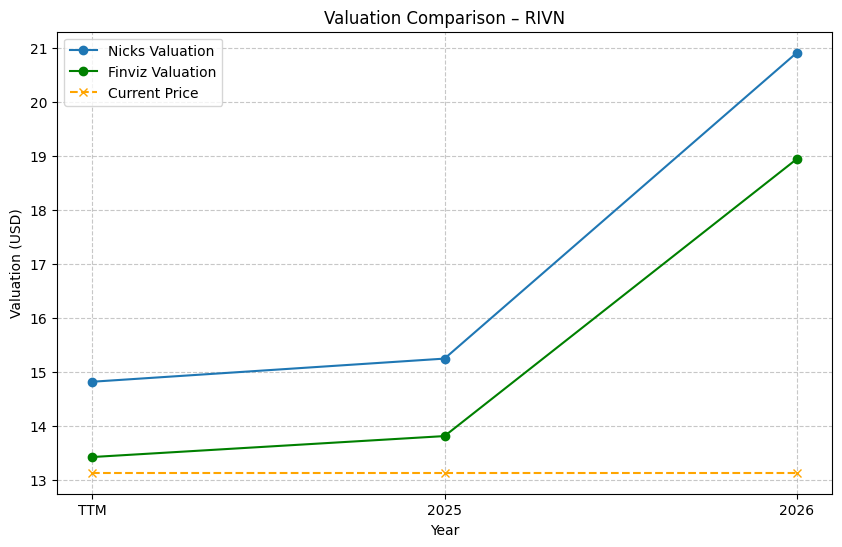 Valuation Comparison – RIVN
Nicks Valuation
Finviz Valuation
Current Price
Valuation (USD)
21
20
19
18
17
16
15
14
13
TTM
2025
2026
Year